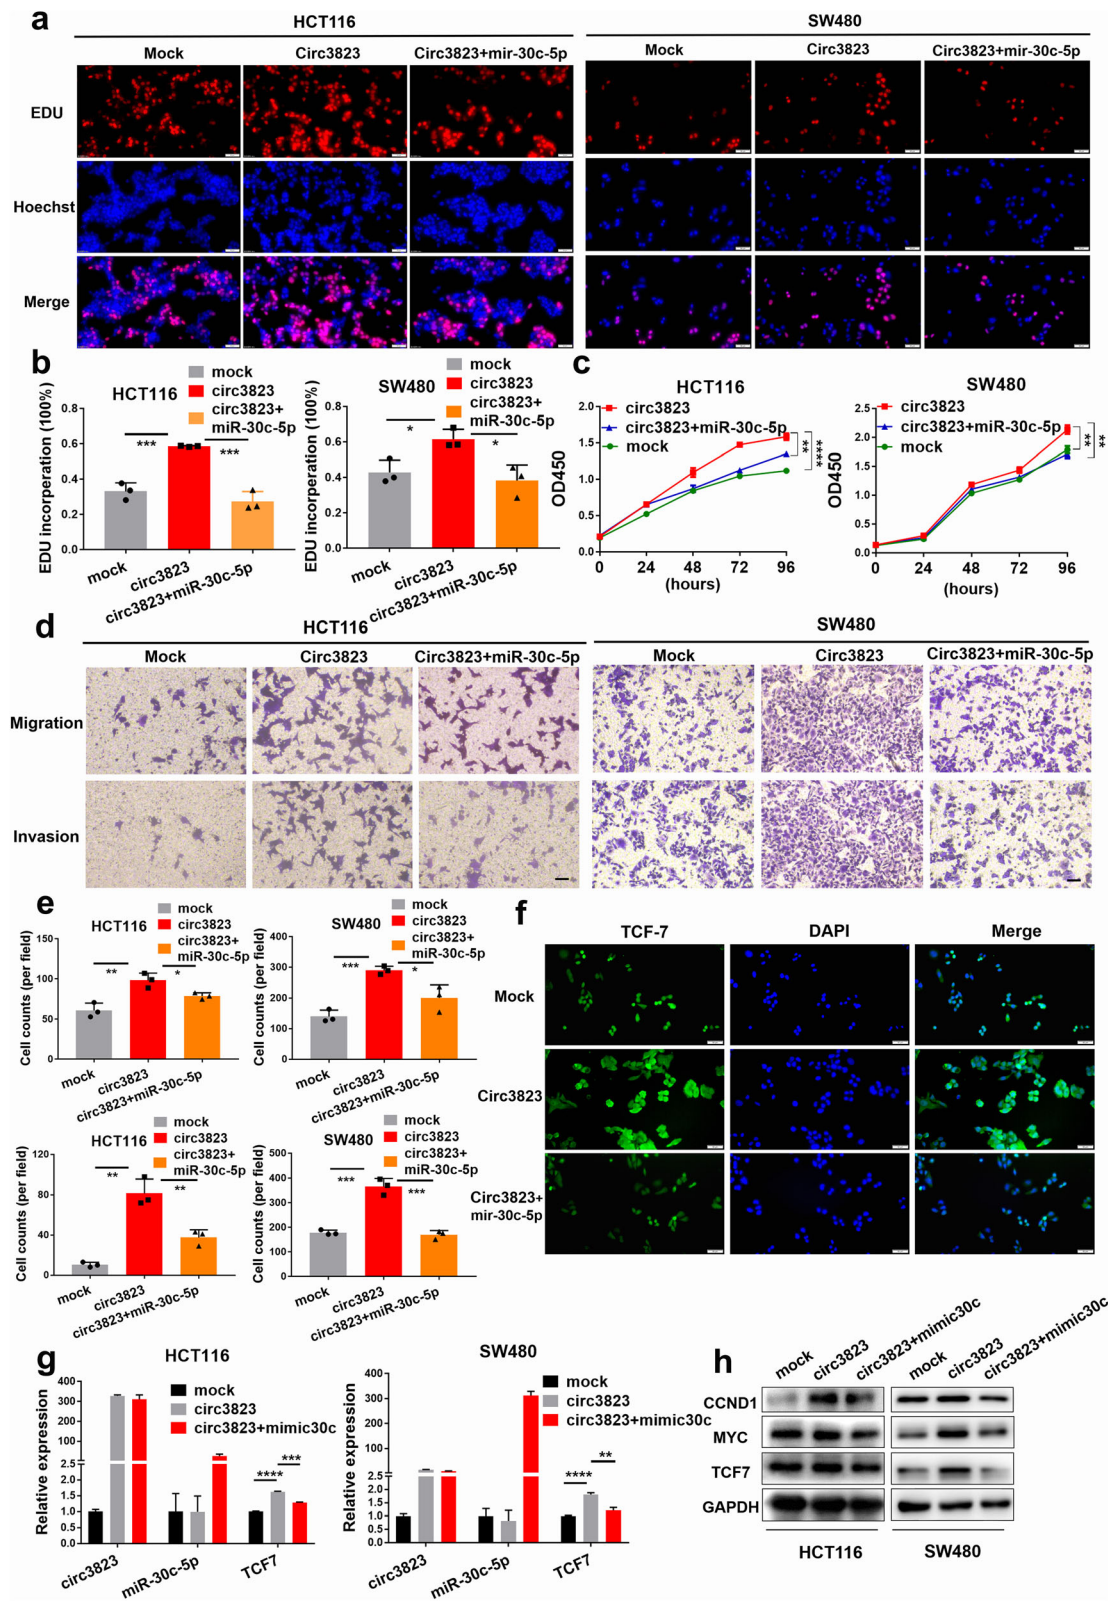 a
HCT116
SW480
Mock
Circ3823
Circ3823+mir-30c-5p
Mock
Circ3823
Circ3823+mir-30c-5p
EDU
Hoechst
Merge
b
HCT116
mock
circ3823
circ3823+
miR-30c-5p
EDU incorperation (100%)
0.8
0.6
0.4
0.2
0.0
***
***
mock
circ3823
circ3823+miR-30c-5p
SW480
mock
circ3823
circ3823+
miR-30c-5p
EDU incorperation (100%)
0.8
0.6
0.4
0.2
0.0
*
*
mock
circ3823
circ3823+miR-30c-5p
c
HCT116
circ3823
circ3823+miR-30c-5p
mock
OD450
2.0
1.5
1.0
0.5
0.0
**
****
0 24 48 72 96
(hours)
SW480
circ3823
circ3823+miR-30c-5p
mock
OD450
2.5
2.0
1.5
1.0
0.5
0.0
**
**
0 24 48 72 96
(hours)
d
HCT116
SW480
Mock
Circ3823
Circ3823+miR-30c-5p
Mock
Circ3823
Circ3823+miR-30c-5p
Migration
Invasion
e
HCT116
mock
circ3823
circ3823+
miR-30c-5p
Cell counts (per field)
150
100
50
0
**
*
mock
circ3823
circ3823+miR-30c-5p
SW480
mock
circ3823
circ3823+
miR-30c-5p
Cell counts (per field)
400
300
200
100
0
***
*
mock
circ3823
circ3823+miR-30c-5p
HCT116
mock
circ3823
circ3823+
miR-30c-5p
Cell counts (per field)
120
80
40
0
**
**
mock
circ3823
circ3823+miR-30c-5p
SW480
mock
circ3823
circ3823+
miR-30c-5p
Cell counts (per field)
500
400
300
200
100
0
***
***
mock
circ3823
circ3823+miR-30c-5p
f
TCF-7
DAPI
Merge
Mock
Circ3823
Circ3823+
mir-30c-5p
g
HCT116
mock
circ3823
circ3823+mimic30c
Relative expression
400
300
200
100
2.5
2.0
1.5
1.0
0.5
0.0
****
***
circ3823
miR-30c-5p
TCF7
SW480
mock
circ3823
circ3823+mimic30c
Relative expression
400
300
200
100
2.5
2.0
1.5
1.0
0.5
0.0
****
**
circ3823
miR-30c-5p
TCF7
h
mock
circ3823
circ3823+mimic30c
mock
circ3823
circ3823+mimic30c
CCND1
MYC
TCF7
GAPDH
HCT116
SW480